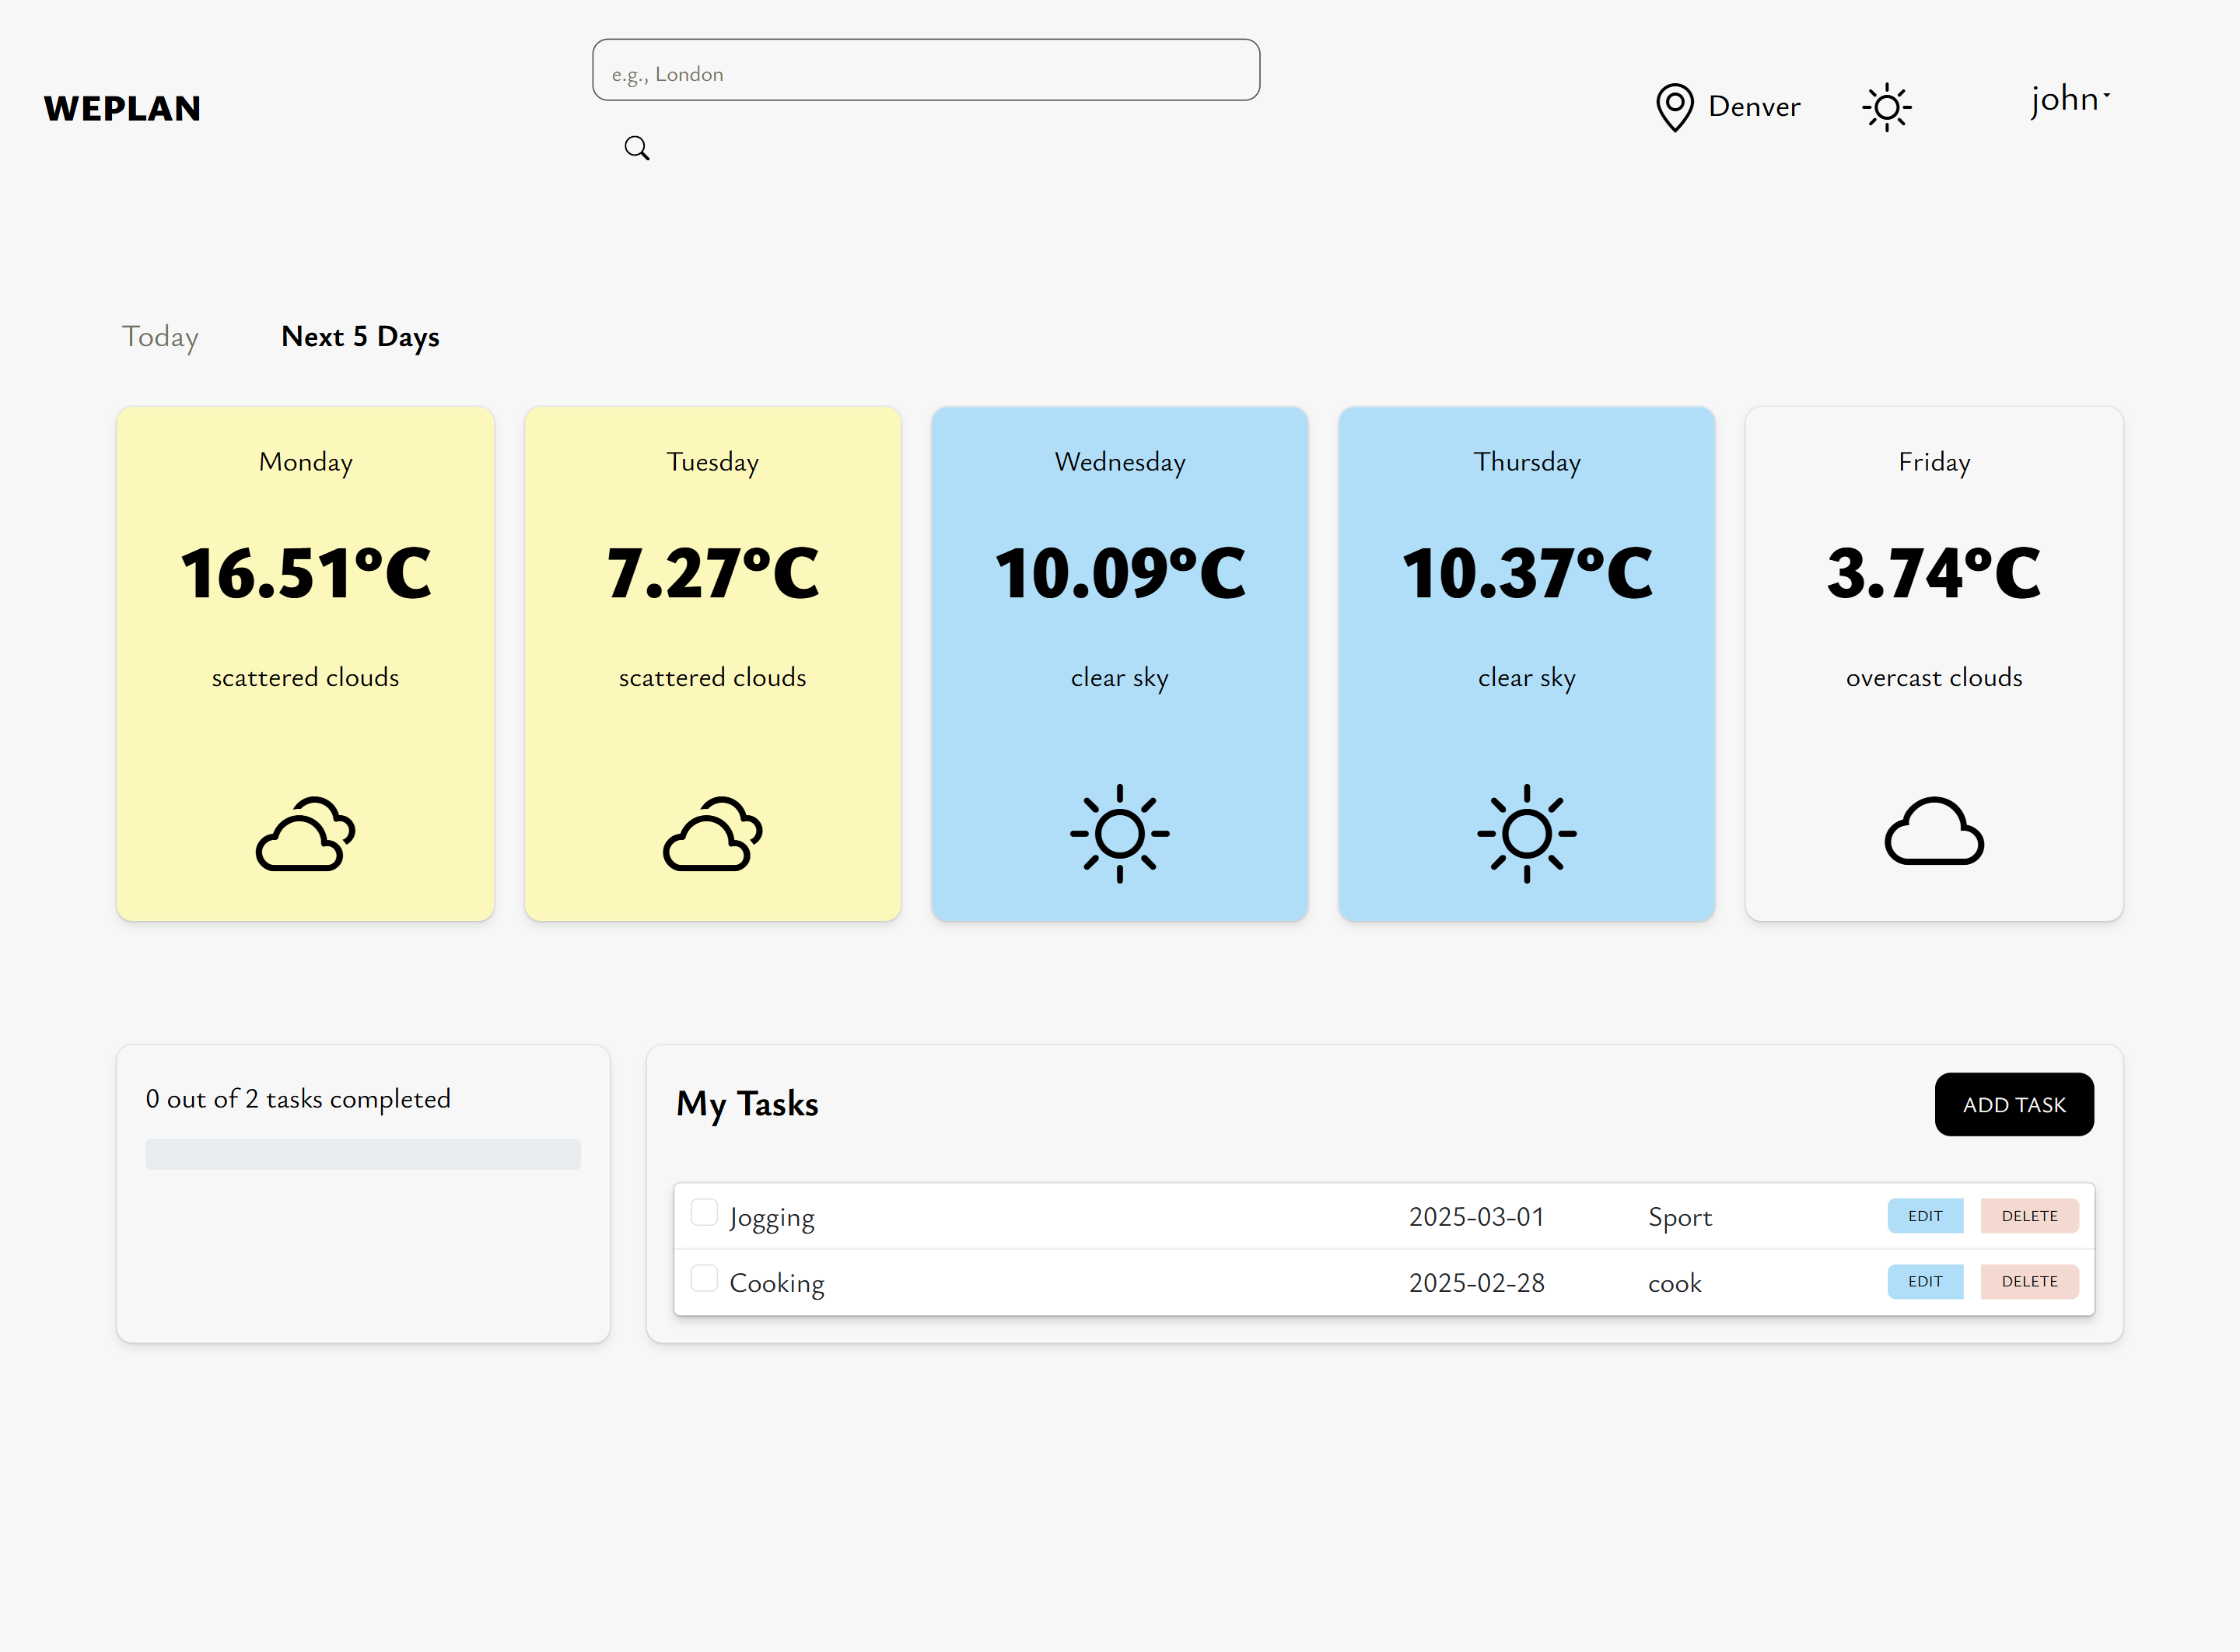 e.g., London
WEPLAN
Denver
john
Today
Next 5 Days
Monday
16.51°C
scattered clouds
Tuesday
7.27°C
scattered clouds
Wednesday
10.09°C
clear sky
Thursday
10.37°C
clear sky
Friday
3.74°C
overcast clouds
0 out of 2 tasks completed
My Tasks
ADD TASK
Jogging 2025-03-01 Sport EDIT DELETE
Cooking 2025-02-28 cook EDIT DELETE